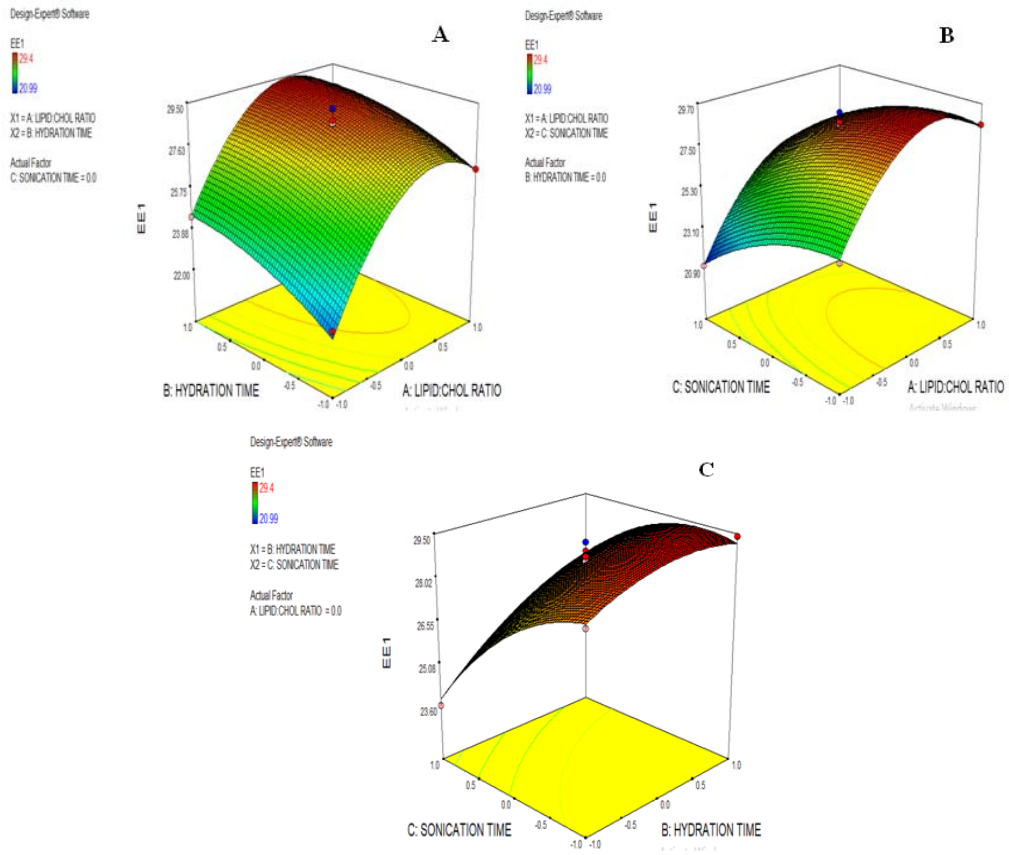 Design-Expert® Software
EE1
29.4
20.99
X1 = A: LIPID:CHOL RATIO
X2 = B: HYDRATION TIME
Actual Factor
C: SONICATION TIME = 0.0
A
29.50
27.63
25.75
23.88
22.00
EE1
1.0
0.5
0.0
-0.5
-1.0
-1.0
-0.5
0.0
0.5
1.0
B: HYDRATION TIME
A: LIPID:CHOL RATIO
Design-Expert® Software
EE1
29.4
20.99
X1 = A: LIPID:CHOL RATIO
X2 = C: SONICATION TIME
Actual Factor
B: HYDRATION TIME = 0.0
B
29.70
27.50
25.30
23.10
20.90
EE1
1.0
0.5
0.0
-0.5
-1.0
-1.0
-0.5
0.0
0.5
1.0
C: SONICATION TIME
A: LIPID:CHOL RATIO
Design-Expert® Software
EE1
29.4
20.99
X1 = B: HYDRATION TIME
X2 = C: SONICATION TIME
Actual Factor
A: LIPID:CHOL RATIO = 0.0
C
29.50
28.02
26.55
25.08
23.60
EE1
1.0
0.5
0.0
-0.5
-1.0
-1.0
-0.5
0.0
0.5
1.0
C: SONICATION TIME
B: HYDRATION TIME